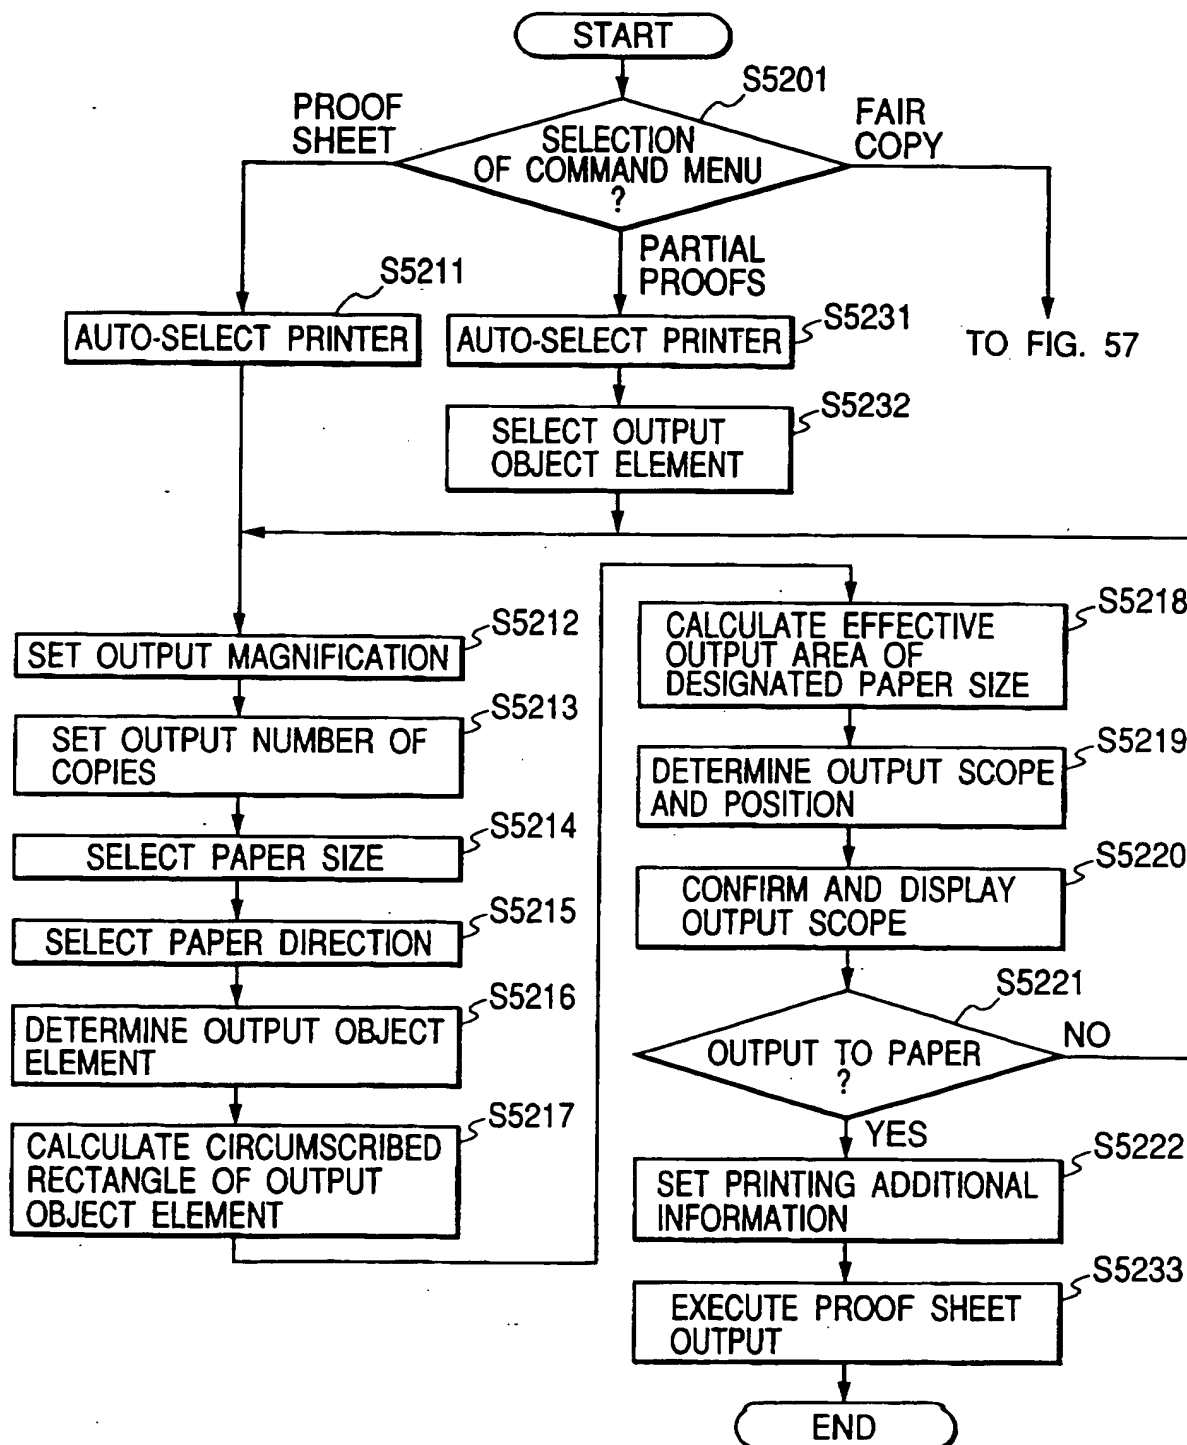 START
S5201
PROOF
SHEET
FAIR
COPY
SELECTION
OF COMMAND MENU
?
PARTIAL
PROOFS
S5211
AUTO-SELECT PRINTER
S5231
AUTO-SELECT PRINTER
TO FIG. 57
S5232
SELECT OUTPUT
OBJECT ELEMENT
S5212
SET OUTPUT MAGNIFICATION
S5213
SET OUTPUT NUMBER OF
COPIES
S5214
SELECT PAPER SIZE
S5215
SELECT PAPER DIRECTION
S5216
DETERMINE OUTPUT OBJECT
ELEMENT
S5217
CALCULATE CIRCUMSCRIBED
RECTANGLE OF OUTPUT
OBJECT ELEMENT
S5218
CALCULATE EFFECTIVE
OUTPUT AREA OF
DESIGNATED PAPER SIZE
S5219
DETERMINE OUTPUT SCOPE
AND POSITION
S5220
CONFIRM AND DISPLAY
OUTPUT SCOPE
S5221
OUTPUT TO PAPER
?
NO
YES
S5222
SET PRINTING ADDITIONAL
INFORMATION
S5233
EXECUTE PROOF SHEET
OUTPUT
END